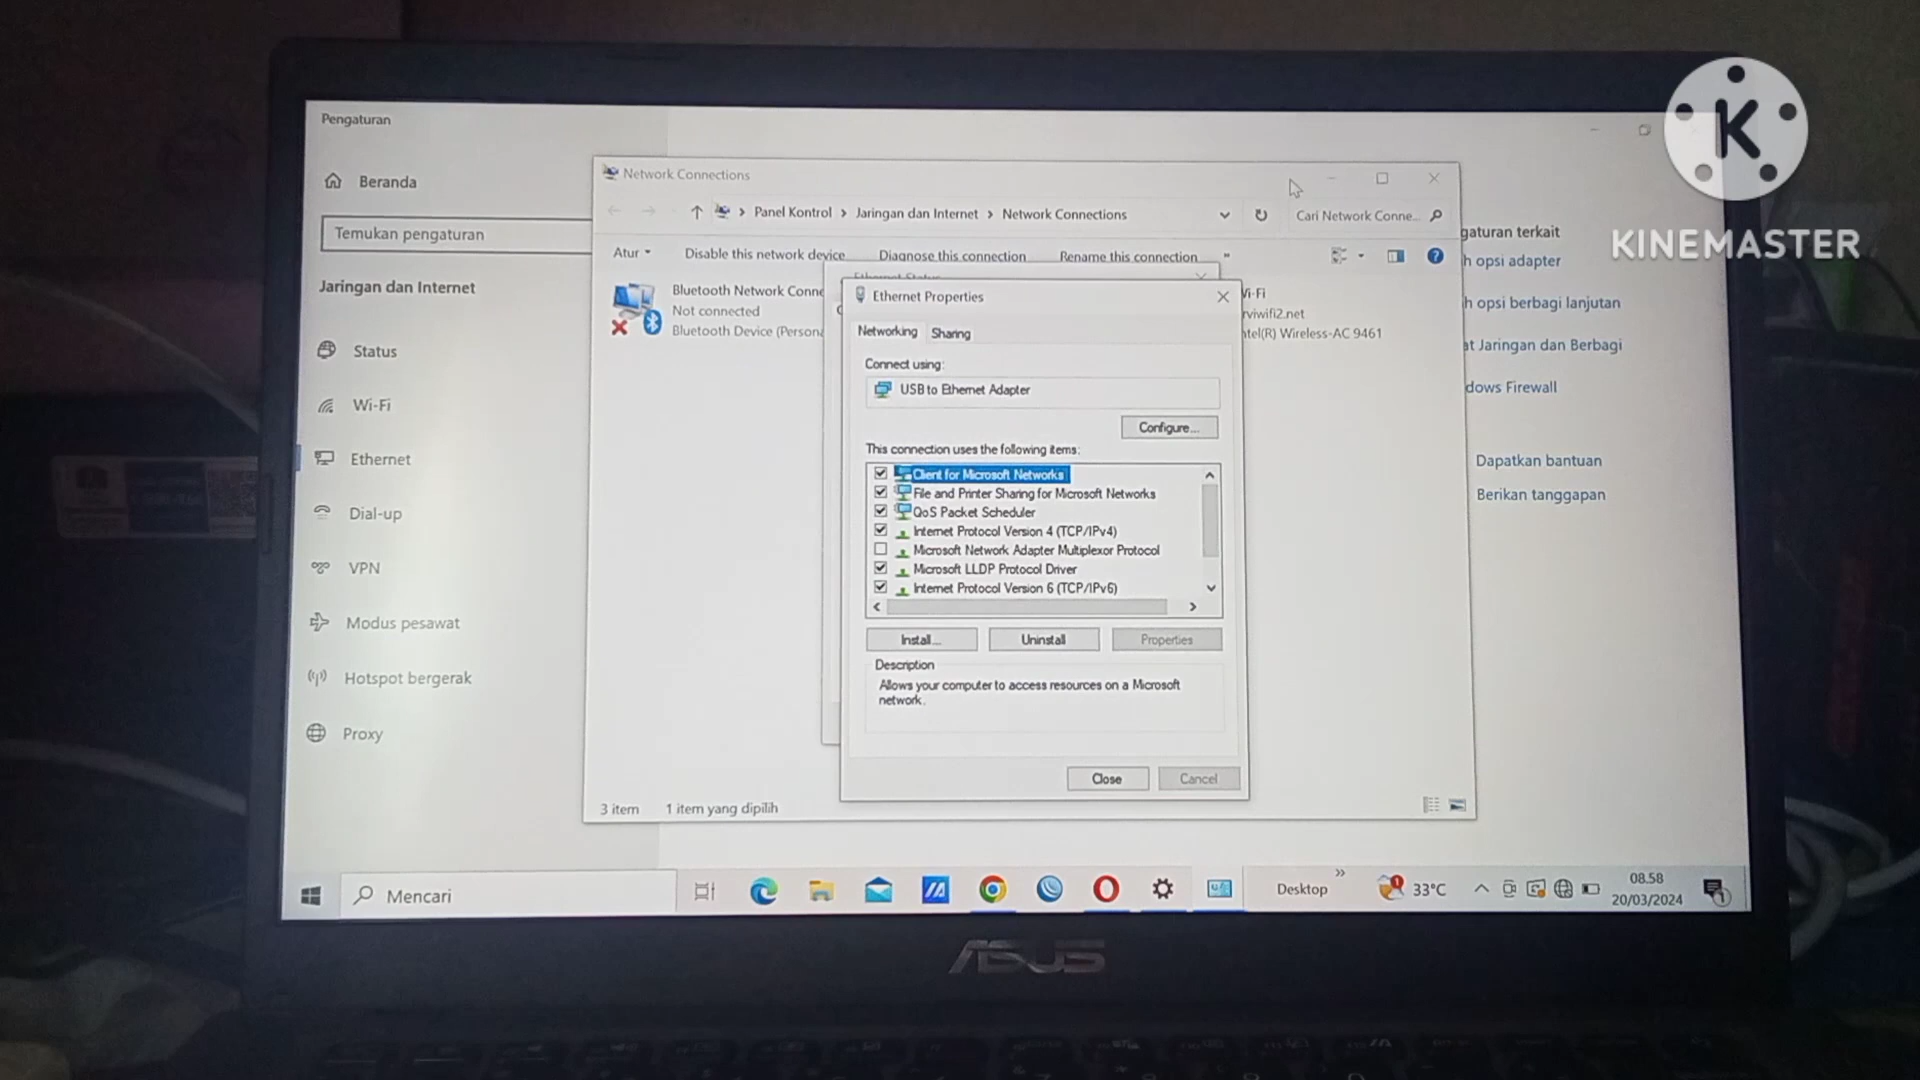 Pengaturan
Beranda
Temukan pengaturan
Jaringan dan Internet
Status
Wi-Fi
Ethernet
Dial-up
VPN
Modus pesawat
Hotspot bergerak
Proxy
Network Connections
Panel Kontrol > Jaringan dan Internet > Network Connections
Cari Network Conne...
Atur
Disable this network device
Diagnose this connection
Rename this connection
»
Bluetooth Network Conne
Not connected
Bluetooth Device (Persona
Ethernet Status
Ethernet Properties
Networking
Sharing
Connect using:
USB to Ethernet Adapter
Configure...
This connection uses the following items:
Client for Microsoft Networks
File and Printer Sharing for Microsoft Networks
QoS Packet Scheduler
Internet Protocol Version 4 (TCP/IPv4)
Microsoft Network Adapter Multiplexor Protocol
Microsoft LLDP Protocol Driver
Internet Protocol Version 6 (TCP/IPv6)
Install...
Uninstall
Properties
Description
Allows your computer to access resources on a Microsoft
network.
Close
Cancel
Vi-Fi
rviwifi2.net
ntel(R) Wireless-AC 9461
gaturan terkait
h opsi adapter
h opsi berbagi lanjutan
at Jaringan dan Berbagi
dows Firewall
Dapatkan bantuan
Berikan tanggapan
3 item
1 item yang dipilih
Mencari
Desktop
»
1
33°C
08.58
20/03/2024
1
ASUS
K
KINEMASTER